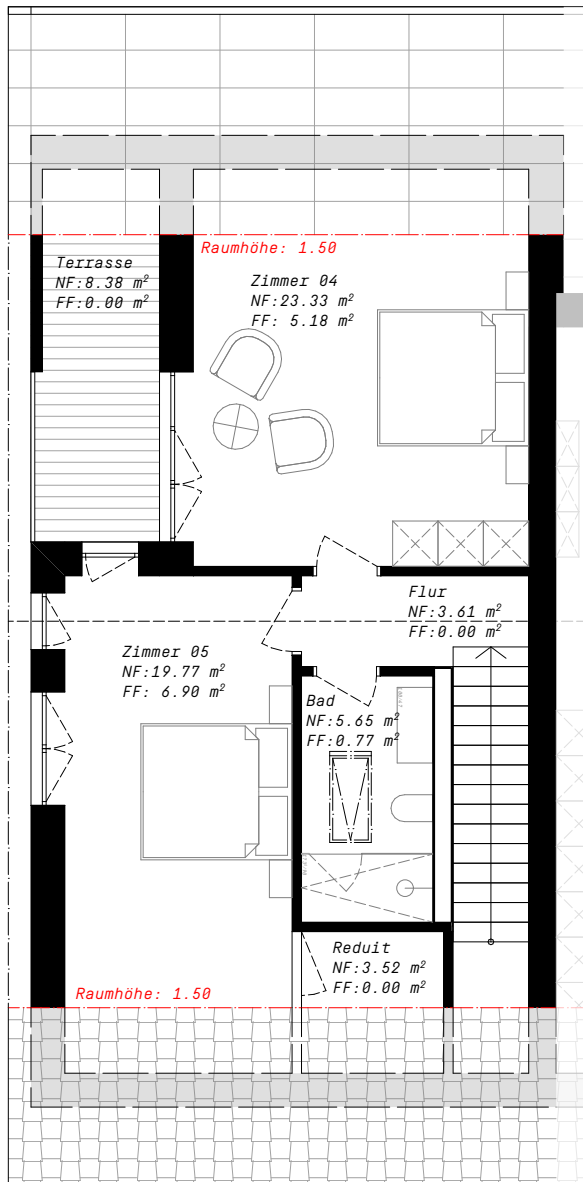 Raumhöhe: 1.50
Terrasse
NF:8.38 m²
FF:0.00 m²
Zimmer 04
NF:23.33 m²
FF: 5.18 m²
Flur
NF:3.61 m²
FF:0.00 m²
Zimmer 05
NF:19.77 m²
FF: 6.90 m²
Bad
NF:5.65 m²
FF:0.77 m²
Reduit
NF:3.52 m²
FF:0.00 m²
Raumhöhe: 1.50